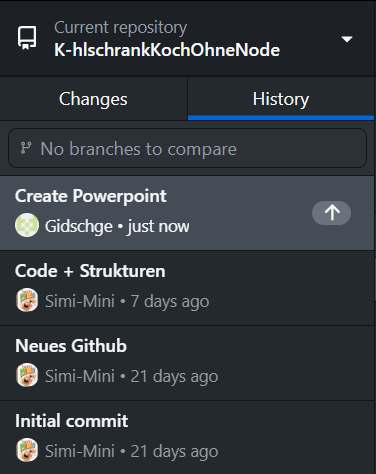 Current repository
K-hlschrankKochOhneNode
Changes
History
No branches to compare
Create Powerpoint
Gidschge • just now
Code + Strukturen
Simi-Mini • 7 days ago
Neues Github
Simi-Mini • 21 days ago
Initial commit
Simi-Mini • 21 days ago